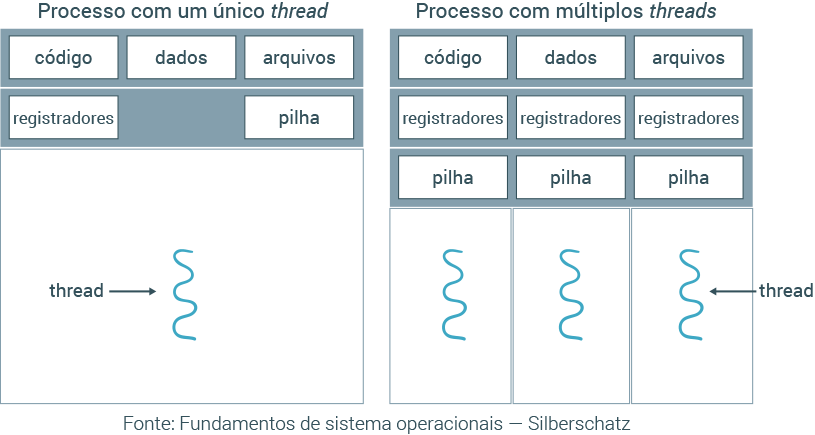 Processo com um único thread
código dados arquivos
registradores pilha
thread
Processo com múltiplos threads
código dados arquivos
registradores registradores registradores
pilha pilha pilha
thread
Fonte: Fundamentos de sistema operacionais — Silberschatz